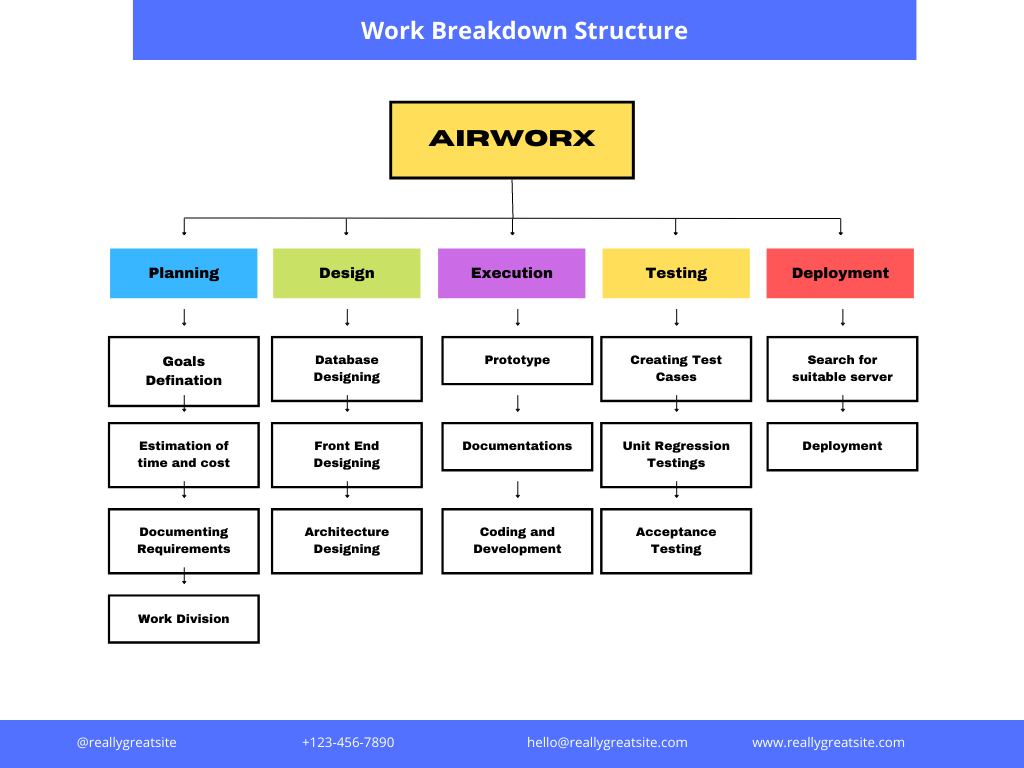 Work Breakdown Structure
AIRWORX
Planning
Design
Execution
Testing
Deployment
Goals
Defination
Database
Designing
Prototype
Creating Test
Cases
Search for
suitable server
Estimation of
time and cost
Front End
Designing
Documentations
Unit Regression
Testings
Deployment
Documenting
Requirements
Architecture
Designing
Coding and
Development
Acceptance
Testing
Work Division
@reallygreatsite
+123-456-7890
hello@reallygreatsite.com
www.reallygreatsite.com